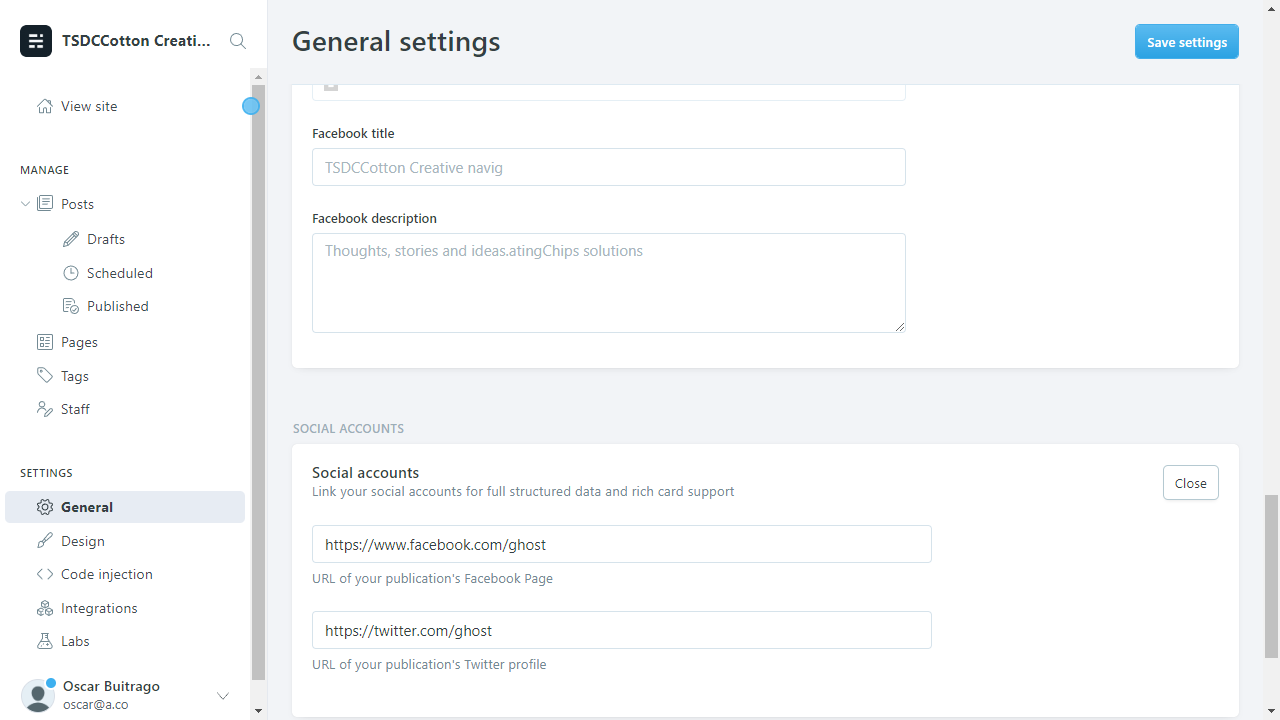 TSDCCotton Creati...
General settings
Save settings
View site
Facebook title
TSDCCotton Creative navig
MANAGE
Posts
Facebook description
Drafts
Thoughts, stories and ideas.atingChips solutions
Scheduled
Published
Pages
Tags
Staff
SOCIAL ACCOUNTS
SETTINGS
Social accounts
Link your social accounts for full structured data and rich card support
Close
General
Design
https://www.facebook.com/ghost
Code injection
URL of your publication's Facebook Page
Integrations
https://twitter.com/ghost
Labs
URL of your publication's Twitter profile
Oscar Buitrago
oscar@a.co